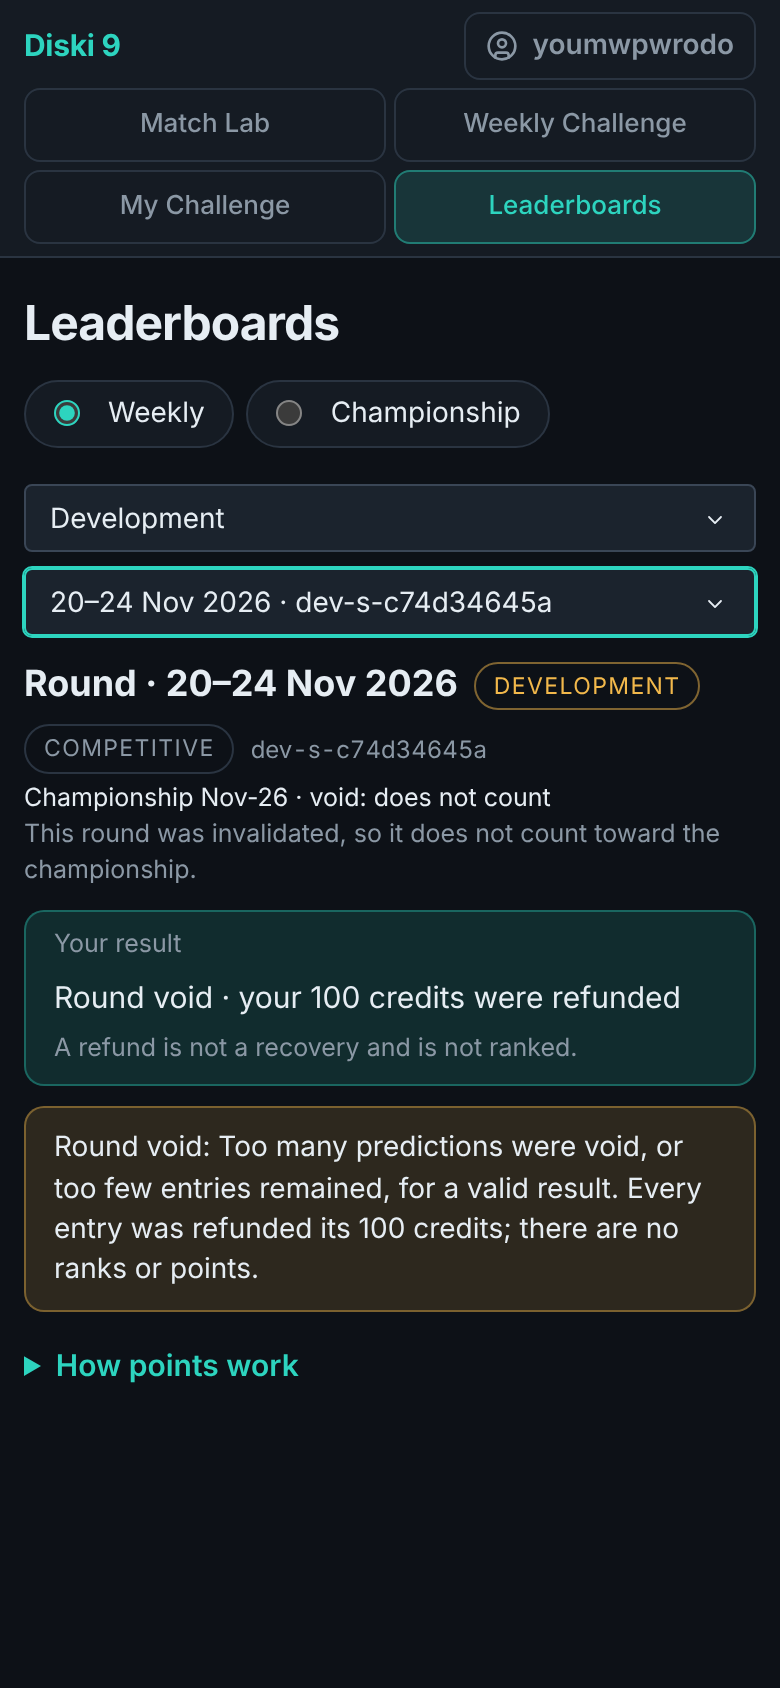 Diski 9
youmwpwrodo
Match Lab
Weekly Challenge
My Challenge
Leaderboards
Leaderboards
Weekly
Championship
Development
20–24 Nov 2026 · dev-s-c74d34645a
Round · 20–24 Nov 2026
DEVELOPMENT
COMPETITIVE
dev-s-c74d34645a
Championship Nov-26 · void: does not count
This round was invalidated, so it does not count toward the
championship.
Your result
Round void · your 100 credits were refunded
A refund is not a recovery and is not ranked.
Round void: Too many predictions were void, or
too few entries remained, for a valid result. Every
entry was refunded its 100 credits; there are no
ranks or points.
How points work